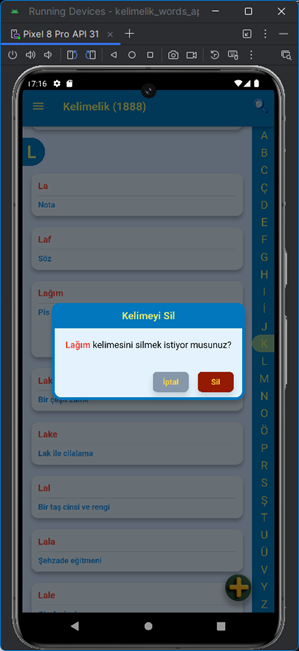 Running Devices - kelimelik_words_ap
Pixel 8 Pro API 31
17:16
Kelimelik (1888)
L
La
Nota
Laf
Söz
Lağım
Pis
Kelimeyi Sil
Lağım kelimesini silmek istiyor musunuz?
İptal
Sil
Lak
Bir çeşit
Lake
Lak ile cilalama
Lal
Bir taş cinsi ve rengi
Lala
Şehzade eğitmeni
Lale
A
B
C
Ç
D
E
F
G
H
I
İ
J
K
L
M
N
O
Ö
P
R
S
Ş
T
U
Ü
V
Y
Z